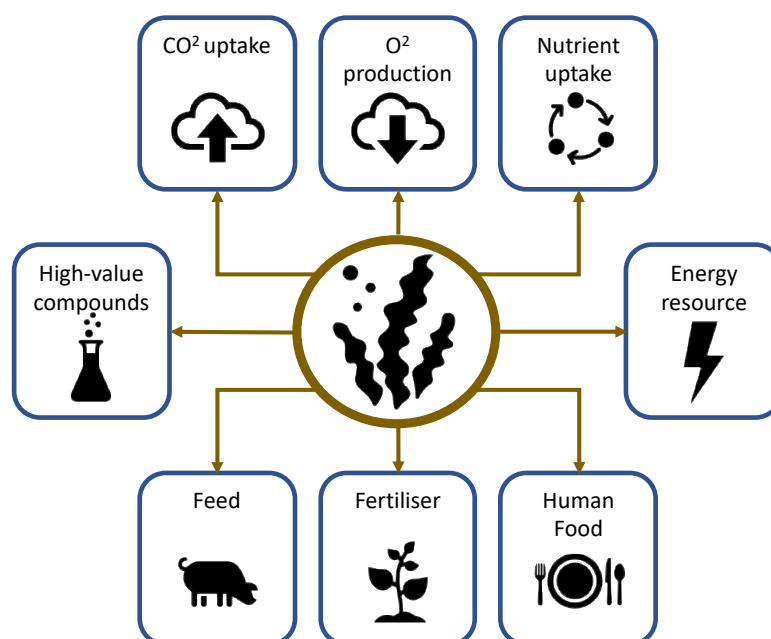 CO² uptake
O²
production
Nutrient
uptake
High-value
compounds
Energy
resource
Feed
Fertiliser
Human
Food